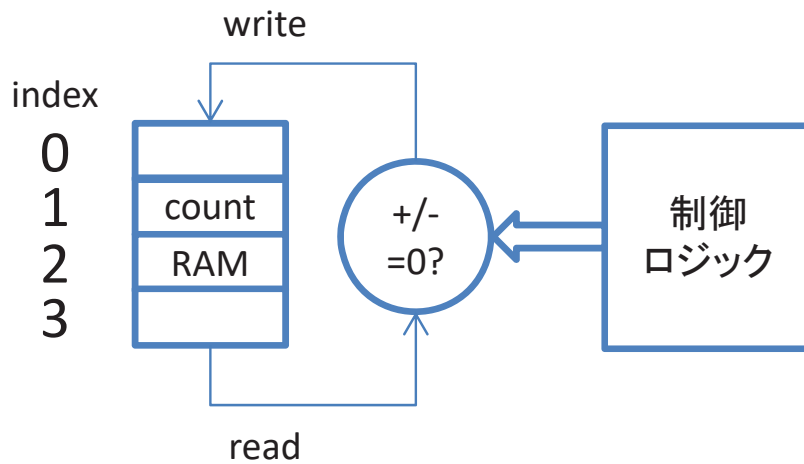 write
index
0
1
2
3
count
RAM
+/-
=0?
制御
ロジック
read